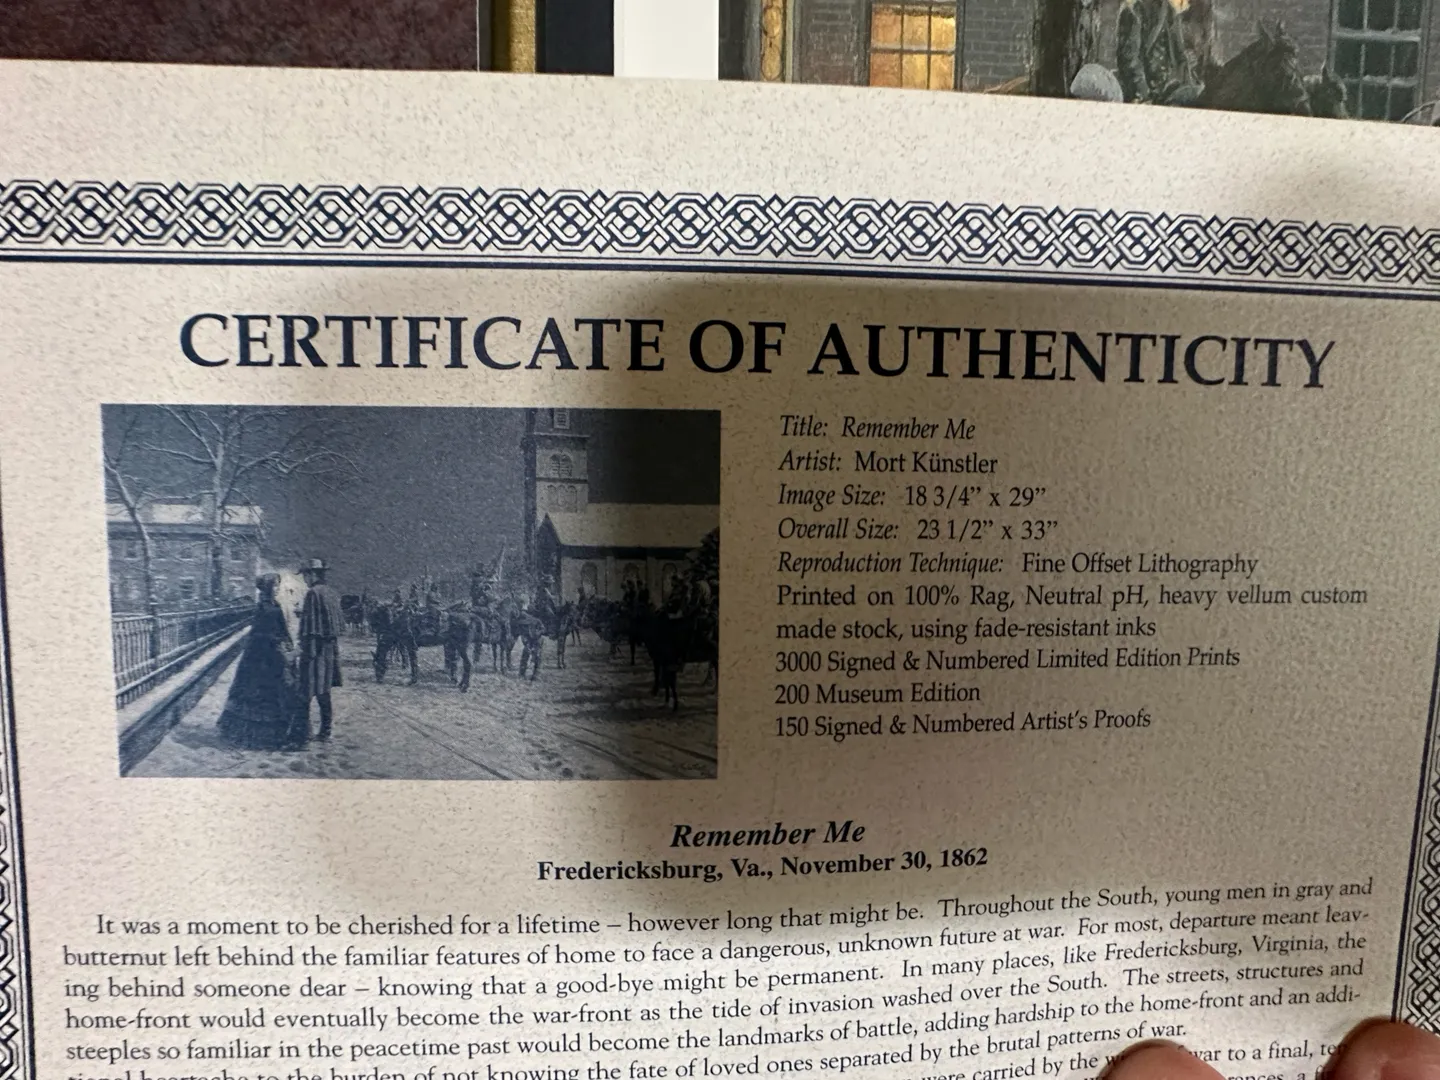 CERTIFICATE OF AUTHENTICITY
Title: Remember Me
Artist: Mort Künstler
Image Size: 18 3/4” x 29”
Overall Size: 23 1/2” x 33”
Reproduction Technique: Fine Offset Lithography
Printed on 100% Rag, Neutral pH, heavy vellum custom
made stock, using fade-resistant inks
3000 Signed & Numbered Limited Edition Prints
200 Museum Edition
150 Signed & Numbered Artist’s Proofs
Remember Me
Fredericksburg, Va., November 30, 1862
It was a moment to be cherished for a lifetime – however long that might be. Throughout the South, young men in gray and
butternut left behind the familiar features of home to face a dangerous, unknown future at war. For most, departure meant leav-
ing behind someone dear – knowing that a good-bye might be permanent. In many places, like Fredericksburg, Virginia, the
home-front would eventually become the war-front as the tide of invasion washed over the South. The streets, structures and
steeples so familiar in the peacetime past would become the landmarks of battle, adding hardship to the home-front and an addi-
tional heartache to the burden of not knowing the fate of loved ones separated by the brutal patterns of war.
were carried by the war to a final,